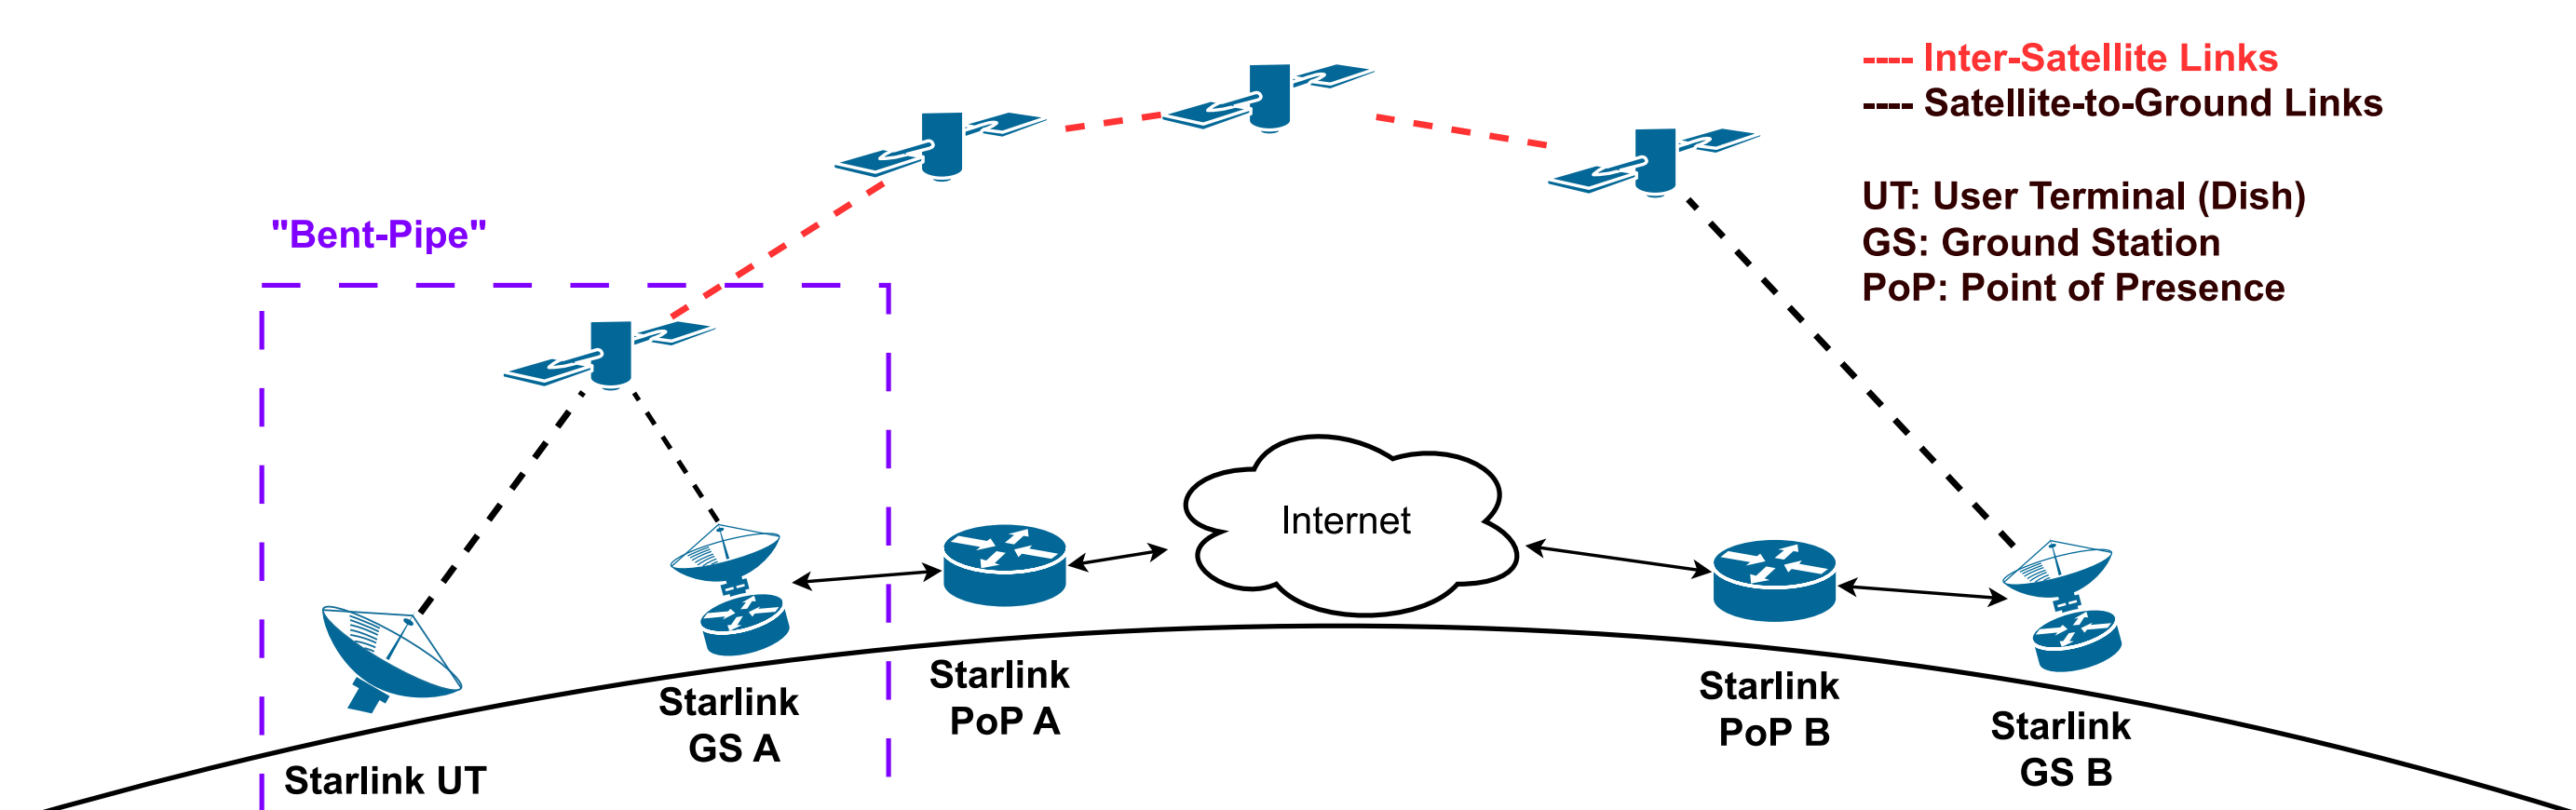 ---- Inter-Satellite Links
---- Satellite-to-Ground Links
UT: User Terminal (Dish)
GS: Ground Station
PoP: Point of Presence
"Bent-Pipe"
Internet
Starlink UT
Starlink
GS A
Starlink
PoP A
Starlink
PoP B
Starlink
GS B